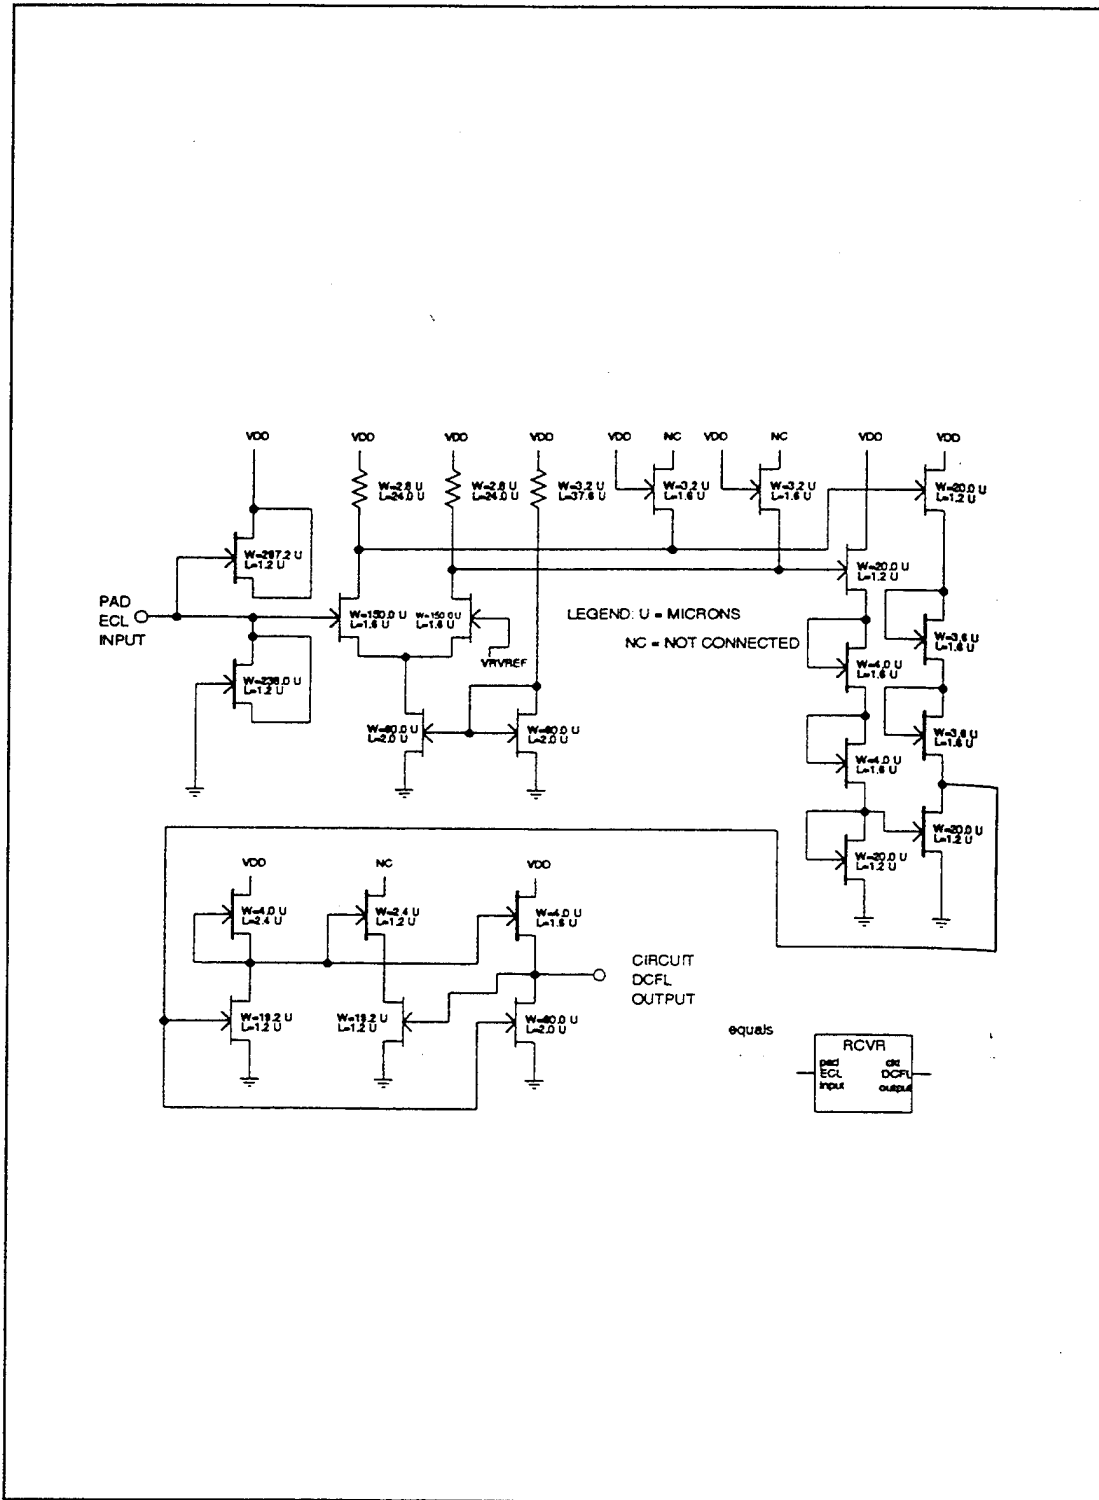 VDD VDD VDD VDD VDD NC VDD NC VDD VDD
W=2.8 U
L=24.0 U
W=2.8 U
L=24.0 U
W=3.2 U
L=37.6 U
W=3.2 U
L=1.6 U
W=3.2 U
L=1.6 U
W=20.0 U
L=1.2 U
W=297.2 U
L=1.2 U
W=20.0 U
L=1.2 U
PAD
ECL
INPUT
W=150.0 U
L=1.6 U
W=150.0 U
L=1.6 U
VRVREF
LEGEND: U = MICRONS
NC = NOT CONNECTED
W=3.6 U
L=1.6 U
W=4.0 U
L=1.6 U
W=238.0 U
L=1.2 U
W=60.0 U
L=2.0 U
W=60.0 U
L=2.0 U
W=3.6 U
L=1.6 U
W=4.0 U
L=1.6 U
W=20.0 U
L=1.2 U
W=20.0 U
L=1.2 U
VDD NC VDD
W=4.0 U
L=2.4 U
W=2.4 U
L=1.2 U
W=4.0 U
L=1.6 U
CIRCUIT
DCFL
OUTPUT
W=19.2 U
L=1.2 U
W=19.2 U
L=1.2 U
W=60.0 U
L=2.0 U
equals
RCVR
pad
ECL
input
ckt
DCFL
output